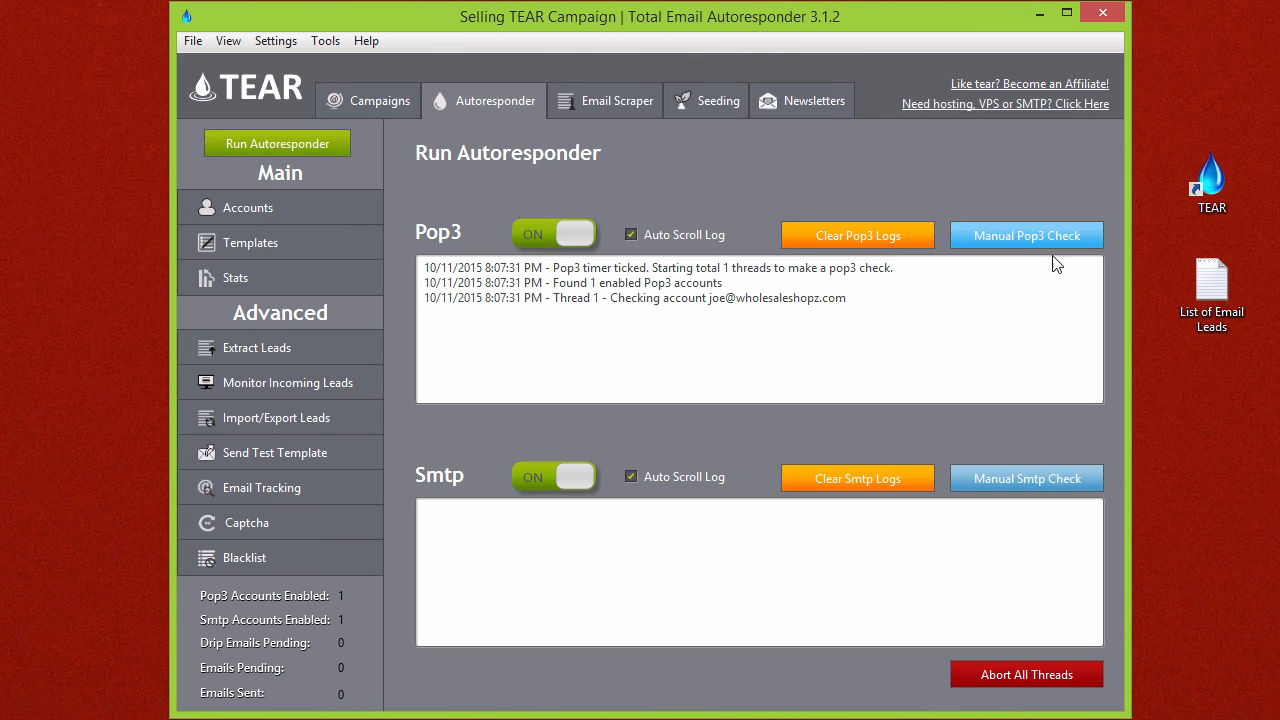 Selling TEAR Campaign | Total Email Autoresponder 3.1.2
File View Settings Tools Help
TEAR
Campaigns
Autoresponder
Email Scraper
Seeding
Newsletters
Like tear? Become an Affiliate!
Need hosting, VPS or SMTP? Click Here
Run Autoresponder
Main
Accounts
Templates
Stats
Advanced
Extract Leads
Monitor Incoming Leads
Import/Export Leads
Send Test Template
Email Tracking
Captcha
Blacklist
Pop3 Accounts Enabled: 1
Smtp Accounts Enabled: 1
Drip Emails Pending: 0
Emails Pending: 0
Emails Sent: 0
Run Autoresponder
Pop3
ON
Auto Scroll Log
Clear Pop3 Logs
Manual Pop3 Check
10/11/2015 8:07:31 PM - Pop3 timer ticked. Starting total 1 threads to make a pop3 check.
10/11/2015 8:07:31 PM - Found 1 enabled Pop3 accounts
10/11/2015 8:07:31 PM - Thread 1 - Checking account joe@wholesaleshopz.com
Smtp
ON
Auto Scroll Log
Clear Smtp Logs
Manual Smtp Check
Abort All Threads
TEAR
List of Email
Leads